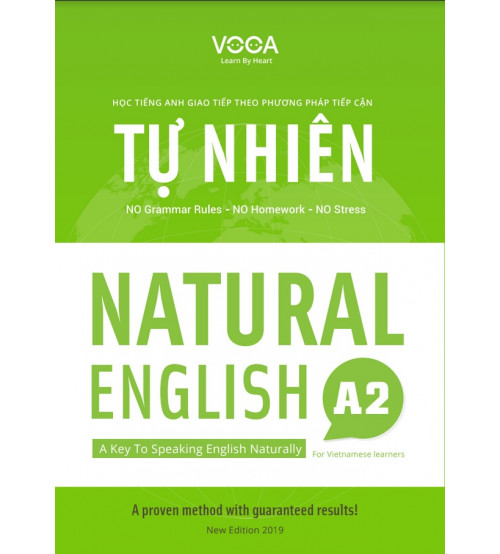 VOCA
Learn By Heart
HỌC TIẾNG ANH GIAO TIẾP THEO PHƯƠNG PHÁP TIẾP CẬN
TỰ NHIÊN
NO Grammar Rules - NO Homework - NO Stress
NATURAL
ENGLISH
A2
A Key To Speaking English Naturally
For Vietnamese learners
A proven method with guaranteed results!
New Edition 2019